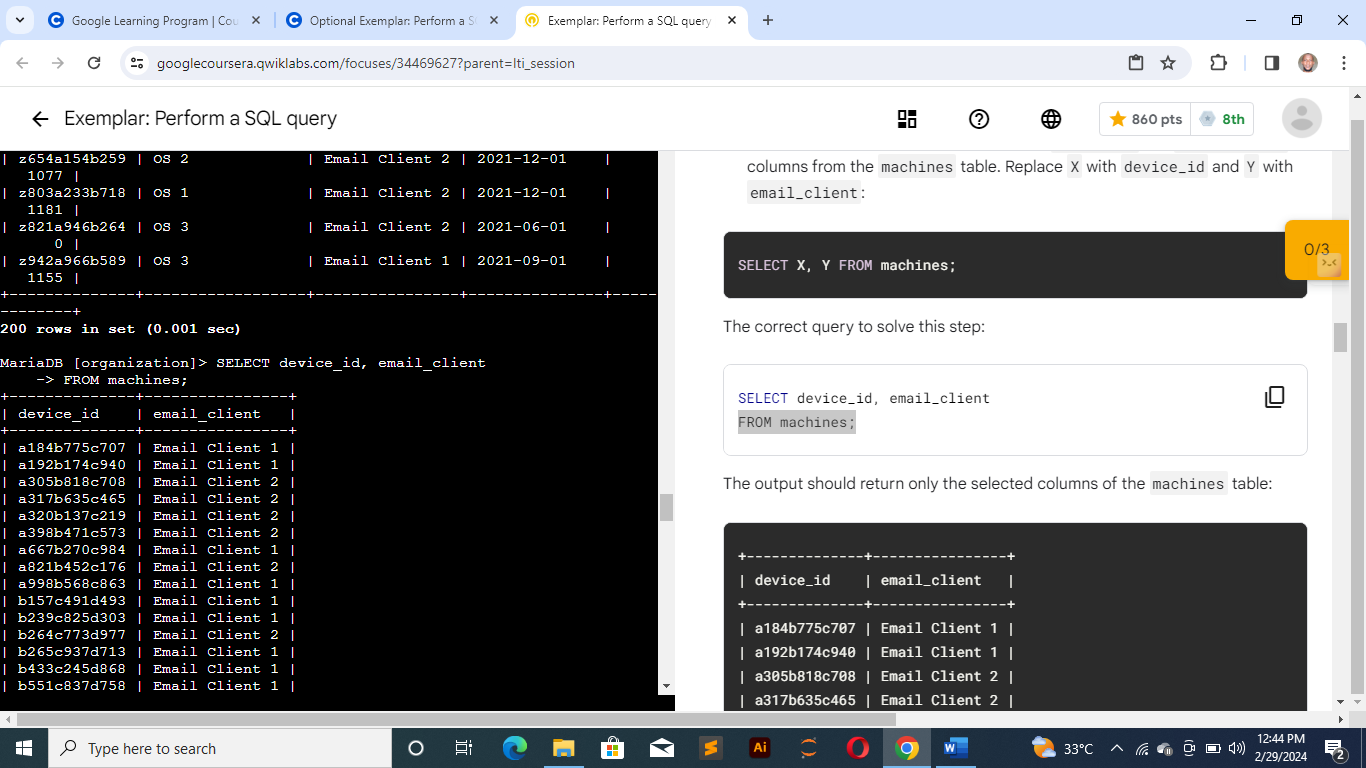 Google Learning Program | Cou
Optional Exemplar: Perform a S
Exemplar: Perform a SQL query
googlecoursera.qwiklabs.com/focuses/34469627?parent=lti_session
Exemplar: Perform a SQL query
860 pts
8th
| z654a154b259 | OS 2 | Email Client 2 | 2021-12-01 |
1077 |
| z803a233b718 | OS 1 | Email Client 2 | 2021-12-01 |
1181 |
| z821a946b264 | OS 3 | Email Client 2 | 2021-06-01 |
0 |
| z942a966b589 | OS 3 | Email Client 1 | 2021-09-01 |
1155 |
+--------------+------------------+----------------+---------------+-----
--------+
200 rows in set (0.001 sec)
MariaDB [organization]> SELECT device_id, email_client
-> FROM machines;
+--------------+----------------+
| device_id | email_client |
+--------------+----------------+
| a184b775c707 | Email Client 1 |
| a192b174c940 | Email Client 1 |
| a305b818c708 | Email Client 2 |
| a317b635c465 | Email Client 2 |
| a320b137c219 | Email Client 2 |
| a398b471c573 | Email Client 2 |
| a667b270c984 | Email Client 1 |
| a821b452c176 | Email Client 2 |
| a998b568c863 | Email Client 1 |
| b157c491d493 | Email Client 1 |
| b239c825d303 | Email Client 1 |
| b264c773d977 | Email Client 2 |
| b265c937d713 | Email Client 1 |
| b433c245d868 | Email Client 1 |
| b551c837d758 | Email Client 1 |
columns from the machines table. Replace X with device_id and Y with
email_client:
SELECT X, Y FROM machines;
0/3
The correct query to solve this step:
SELECT device_id, email_client
FROM machines;
The output should return only the selected columns of the machines table:
+--------------+----------------+
| device_id | email_client |
+--------------+----------------+
| a184b775c707 | Email Client 1 |
| a192b174c940 | Email Client 1 |
| a305b818c708 | Email Client 2 |
| a317b635c465 | Email Client 2 |
Type here to search
Ai
33°C
12:44 PM
2/29/2024
2